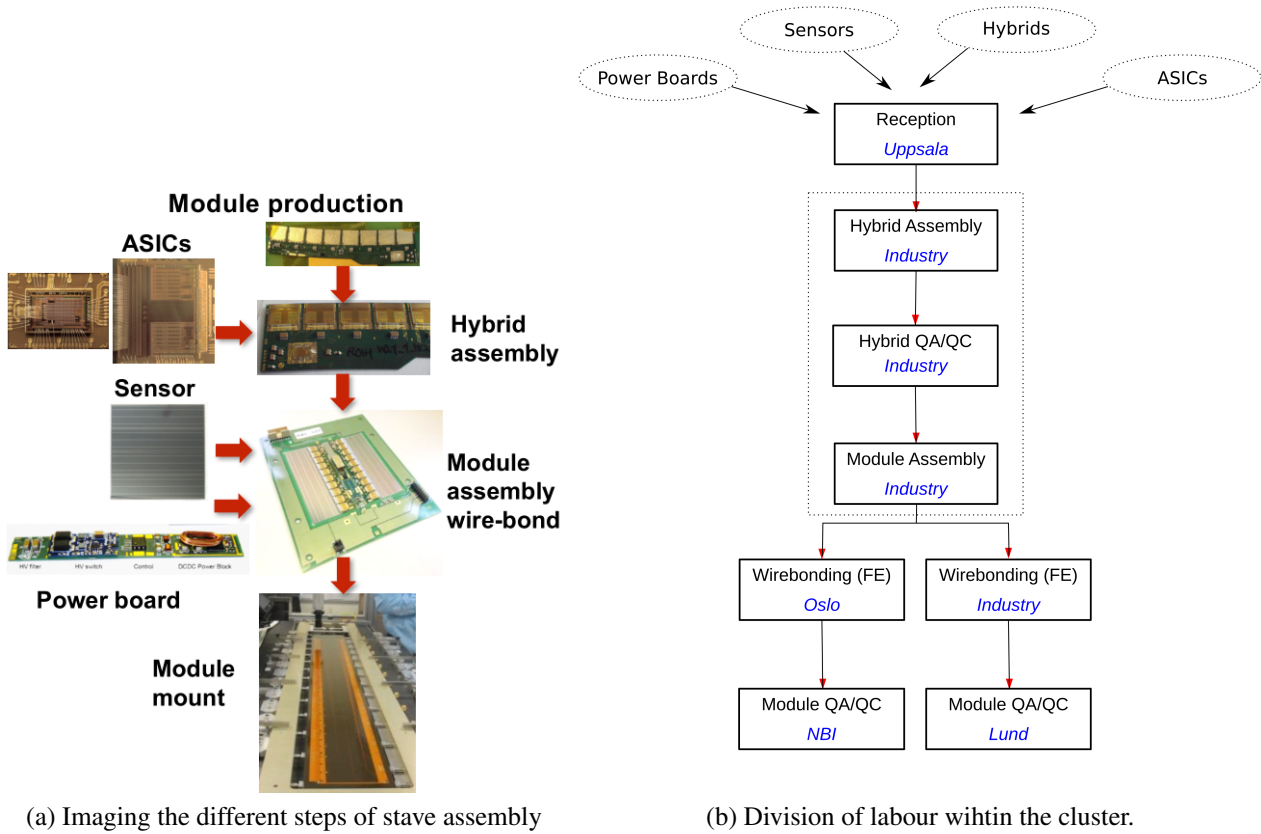 Module production
ASICs
Hybrid
assembly
Sensor
Module
assembly
wire-bond
HV filter
HV switch
Control
DCDC Power Block
Power board
Module
mount
(a) Imaging the different steps of stave assembly
Sensors
Hybrids
Power Boards
ASICs
Reception
Uppsala
Hybrid Assembly
Industry
Hybrid QA/QC
Industry
Module Assembly
Industry
Wirebonding (FE)
Oslo
Wirebonding (FE)
Industry
Module QA/QC
NBI
Module QA/QC
Lund
(b) Division of labour wihtin the cluster.